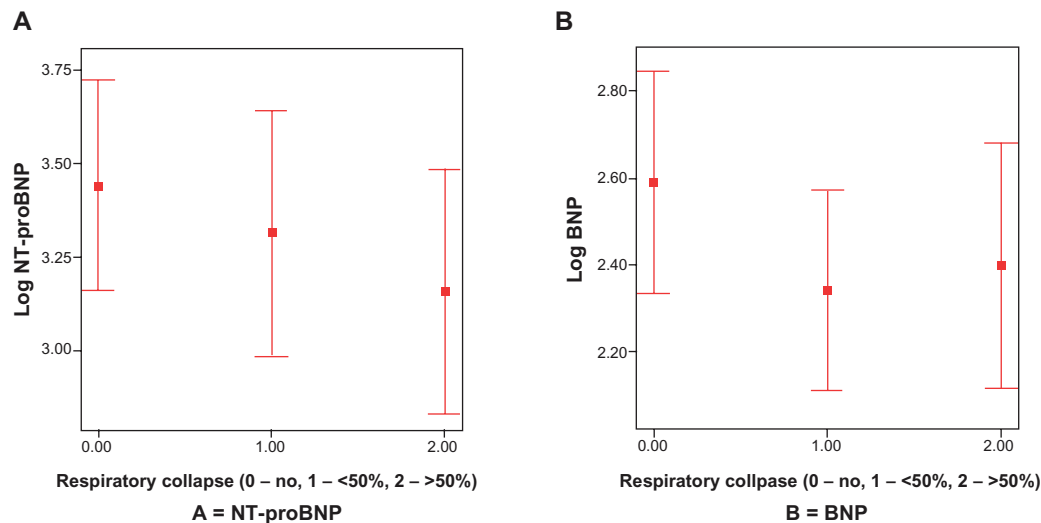 A
3.75
3.50
3.25
3.00
Log NT-proBNP
0.00 1.00 2.00
Respiratory collapse (0 – no, 1 – <50%, 2 – >50%)
A = NT-proBNP
B
2.80
2.60
2.40
2.20
Log BNP
0.00 1.00 2.00
Respiratory collpase (0 – no, 1 – <50%, 2 – >50%)
B = BNP